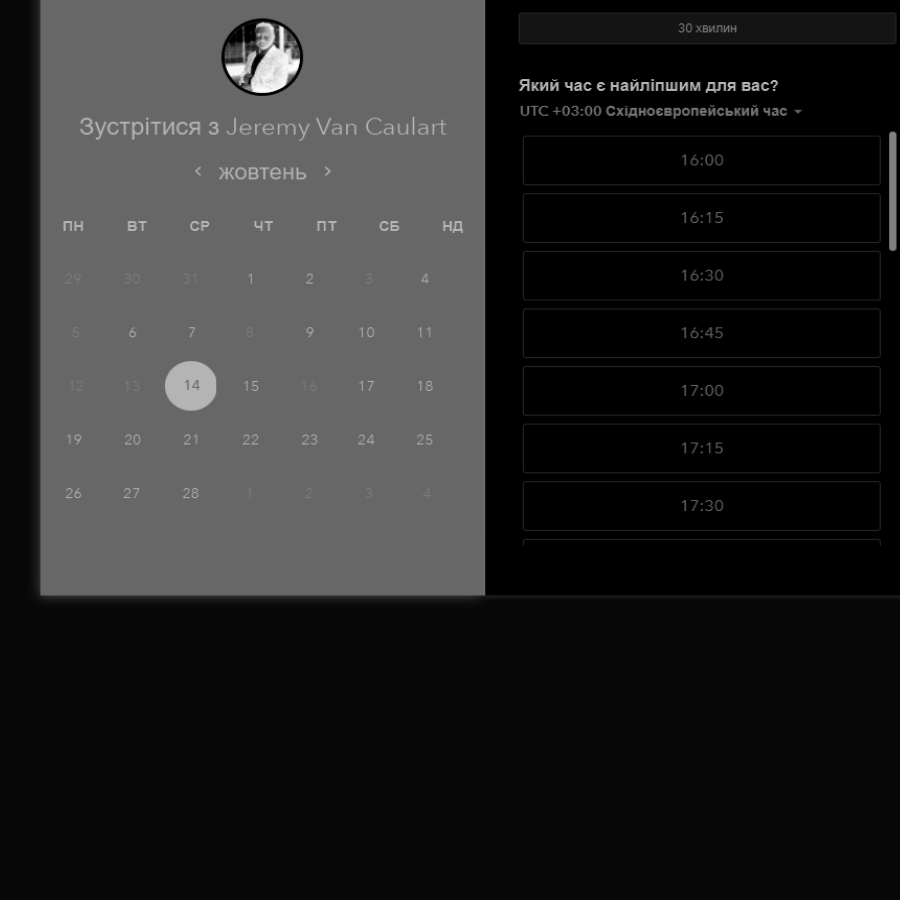 Зустрітися з Jeremy Van Caulart
жовтень
ПН ВТ СР ЧТ ПТ СБ НД
29 30 31 1 2 3 4
5 6 7 8 9 10 11
12 13 14 15 16 17 18
19 20 21 22 23 24 25
26 27 28 1 2 3 4
30 хвилин
Який час є найліпшим для вас?
UTC +03:00 Східноєвропейський час
16:00
16:15
16:30
16:45
17:00
17:15
17:30